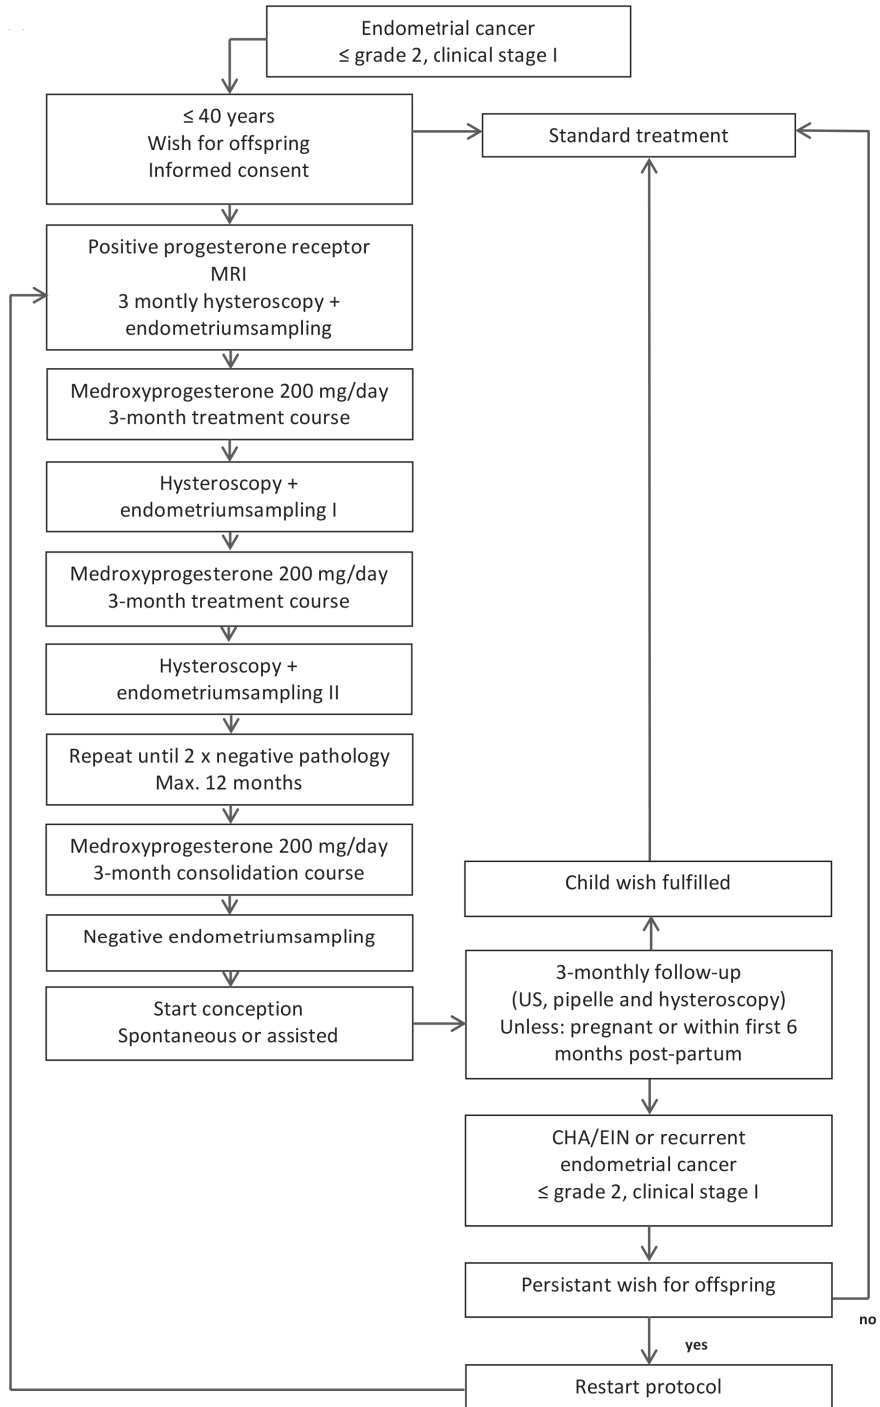 Endometrial cancer
≤ grade 2, clinical stage I
≤ 40 years
Wish for offspring
Informed consent
Standard treatment
Positive progesterone receptor
MRI
3 montly hysteroscopy +
endometriumsampling
Medroxyprogesterone 200 mg/day
3-month treatment course
Hysteroscopy +
endometriumsampling I
Medroxyprogesterone 200 mg/day
3-month treatment course
Hysteroscopy +
endometriumsampling II
Repeat until 2 x negative pathology
Max. 12 months
Medroxyprogesterone 200 mg/day
3-month consolidation course
Negative endometriumsampling
Start conception
Spontaneous or assisted
Child wish fulfilled
3-monthly follow-up
(US, pipelle and hysteroscopy)
Unless: pregnant or within first 6
months post-partum
CHA/EIN or recurrent
endometrial cancer
≤ grade 2, clinical stage I
Persistant wish for offspring
no
yes
Restart protocol